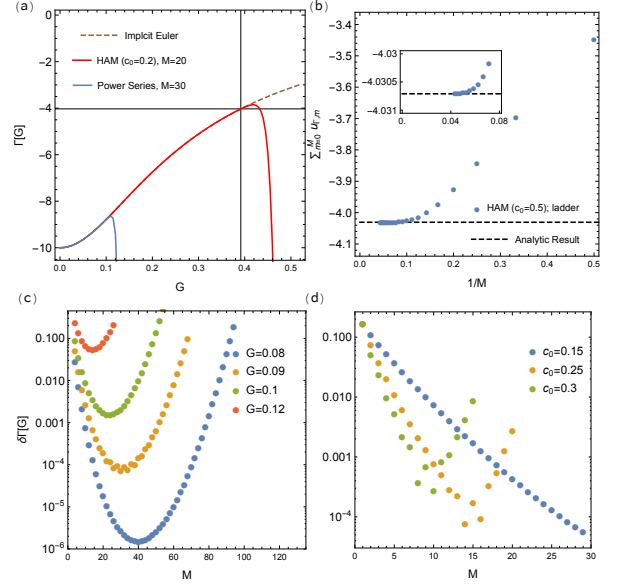 (a)
0
-2
-4
-6
-8
-10
Γ[G]
0.0 0.1 0.2 0.3 0.4 0.5
G
Implcit Euler
HAM (c₀=0.2), M=20
Power Series, M=30
(b)
-3.4
-3.5
-3.6
-3.7
-3.8
-3.9
-4.0
-4.1
∑ᴹₘ₌₀ u_Γ,m
-4.03
-4.0305
-4.031
0. 0.04 0.08
HAM (c₀=0.5); ladder
Analytic Result
0.0 0.1 0.2 0.3 0.4 0.5
1/M
(c)
0.100
0.010
0.001
10⁻⁴
10⁻⁵
10⁻⁶
δΓ[G]
G=0.08
G=0.09
G=0.1
G=0.12
0 20 40 60 80 100 120
M
(d)
0.100
0.010
0.001
10⁻⁴
c₀=0.15
c₀=0.25
c₀=0.3
0 5 10 15 20 25 30
M